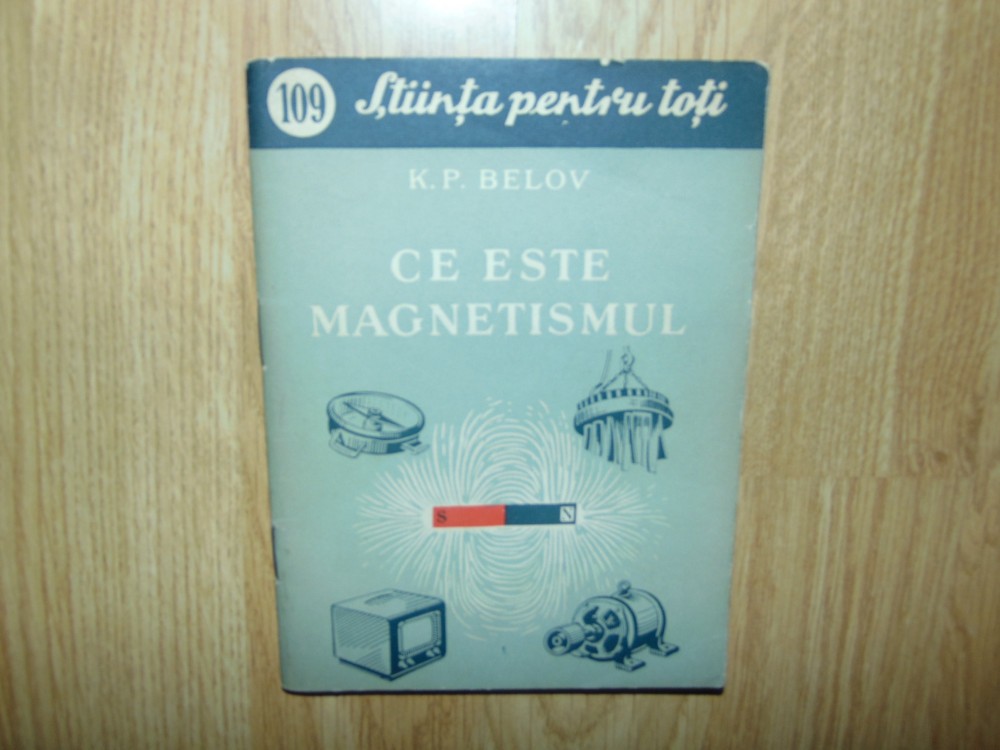 109 Știința pentru toți
K. P. BELOV
CE ESTE
MAGNETISMUL
S N